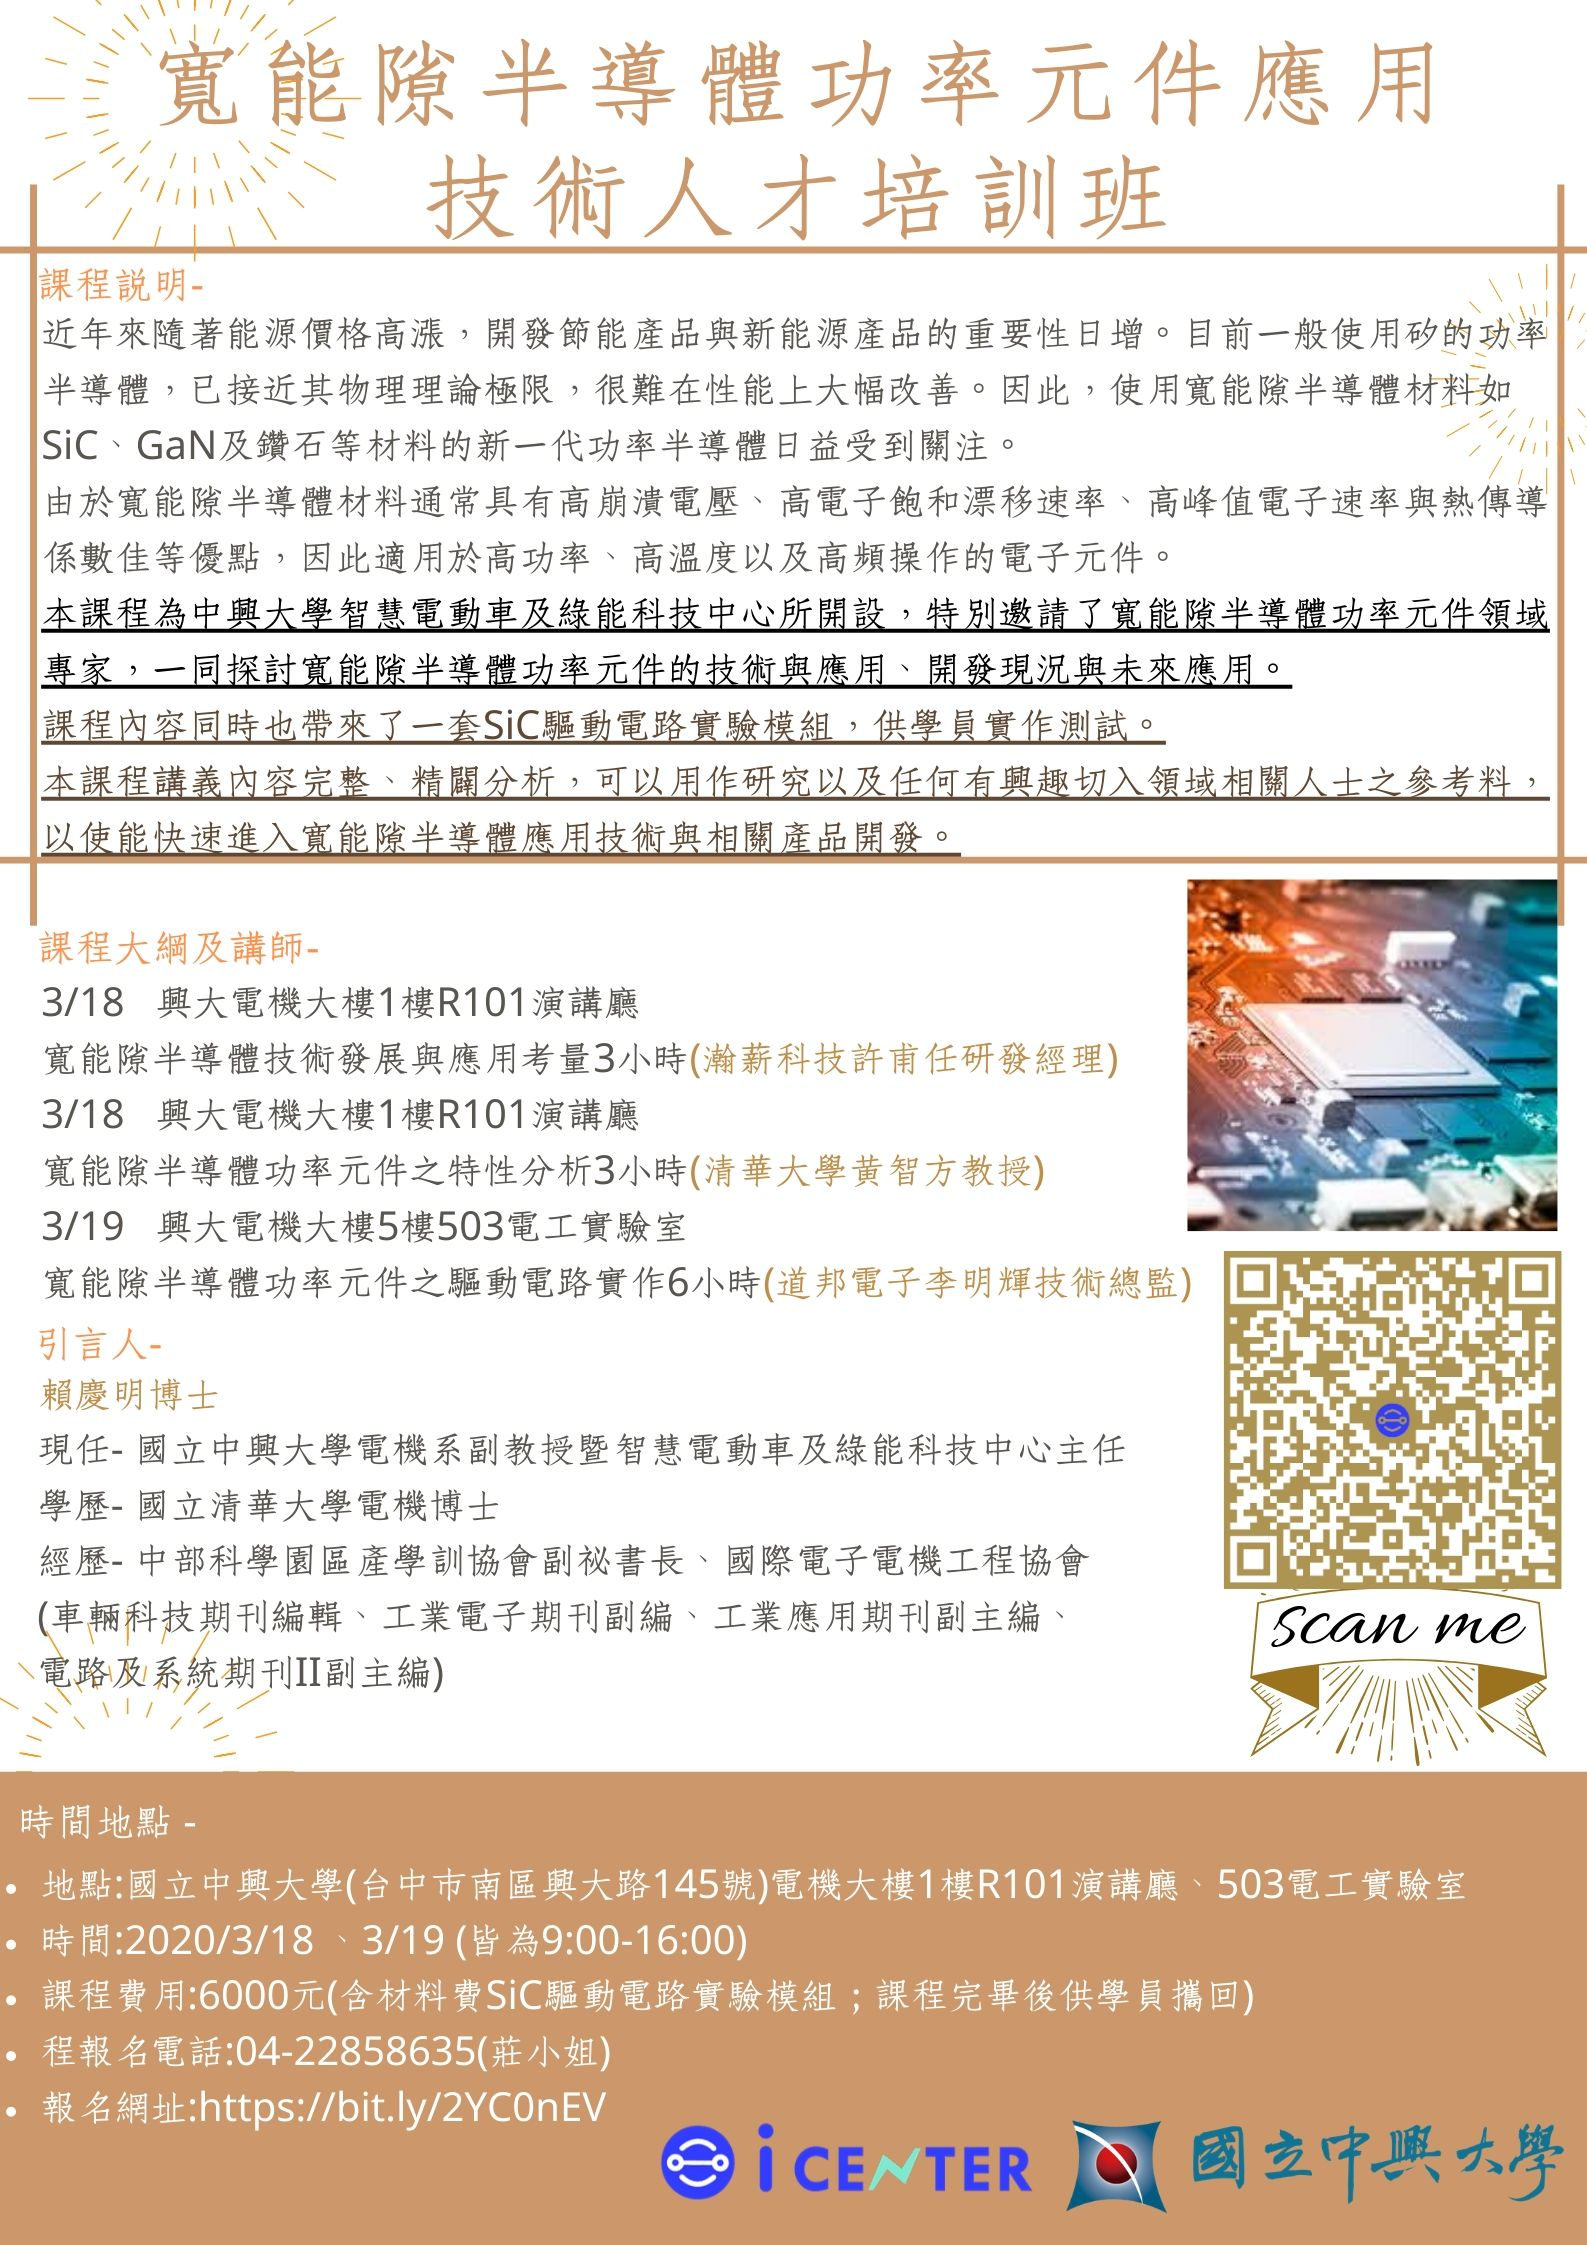 寬能隙半導體功率元件應用
技術人才培訓班
課程説明-
近年來隨著能源價格高漲，開發節能產品與新能源產品的重要性日增。目前一般使用矽的功率
半導體，已接近其物理理論極限，很難在性能上大幅改善。因此，使用寬能隙半導體材料如
SiC、GaN及鑽石等材料的新一代功率半導體日益受到關注。
由於寬能隙半導體材料通常具有高崩潰電壓、高電子飽和漂移速率、高峰值電子速率與熱傳導
係數佳等優點，因此適用於高功率、高溫度以及高頻操作的電子元件。
本課程為中興大學智慧電動車及綠能科技中心所開設，特別邀請了寬能隙半導體功率元件領域
專家，一同探討寬能隙半導體功率元件的技術與應用、開發現況與未來應用。
課程內容同時也帶來了一套SiC驅動電路實驗模組，供學員實作測試。
本課程講義內容完整、精闢分析，可以用作研究以及任何有興趣切入領域相關人士之參考料，
以使能快速進入寬能隙半導體應用技術與相關產品開發。
課程大綱及講師-
3/18 興大電機大樓1樓R101演講廳
寬能隙半導體技術發展與應用考量3小時(瀚薪科技許甫任研發經理)
3/18 興大電機大樓1樓R101演講廳
寬能隙半導體功率元件之特性分析3小時(清華大學黃智方教授)
3/19 興大電機大樓5樓503電工實驗室
寬能隙半導體功率元件之驅動電路實作6小時(道邦電子李明輝技術總監)
引言人-
賴慶明博士
現任- 國立中興大學電機系副教授暨智慧電動車及綠能科技中心主任
學歷- 國立清華大學電機博士
經歷- 中部科學園區產學訓協會副祕書長、國際電子電機工程協會
(車輛科技期刊編輯、工業電子期刊副編、工業應用期刊副主編、
電路及系統期刊II副主編)
scan me
時間地點 -
• 地點:國立中興大學(台中市南區興大路145號)電機大樓1樓R101演講廳、503電工實驗室
• 時間:2020/3/18 、3/19 (皆為9:00-16:00)
• 課程費用:6000元(含材料費SiC驅動電路實驗模組；課程完畢後供學員攜回)
• 程報名電話:04-22858635(莊小姐)
• 報名網址:https://bit.ly/2YC0nEV
iCENTER 國立中興大學